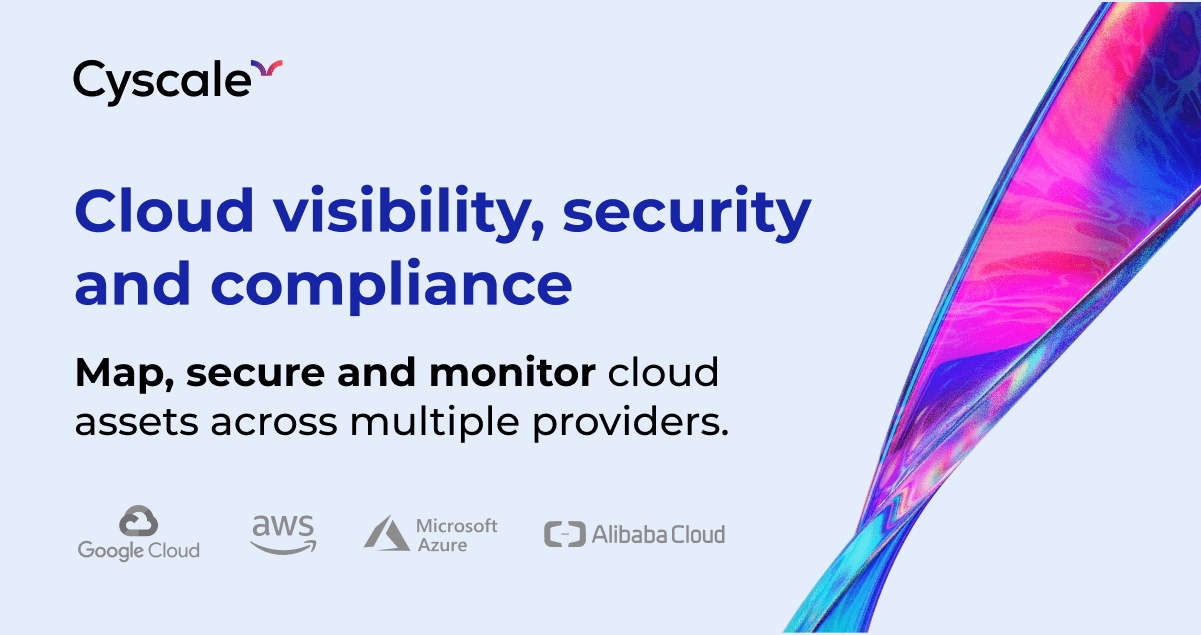 Cyscale
Cloud visibility, security
and compliance
Map, secure and monitor cloud
assets across multiple providers.
Google Cloud
aws
Microsoft
Azure
Alibaba Cloud